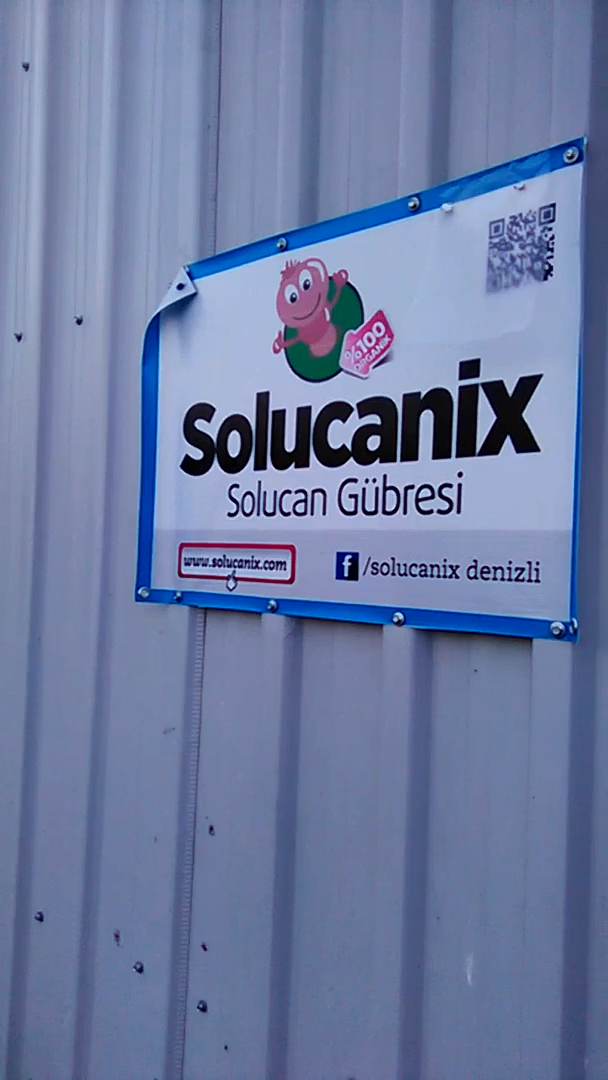 %100
ORGANİK
Solucanix
Solucan Gübresi
www.solucanix.com
f/solucanix denizli